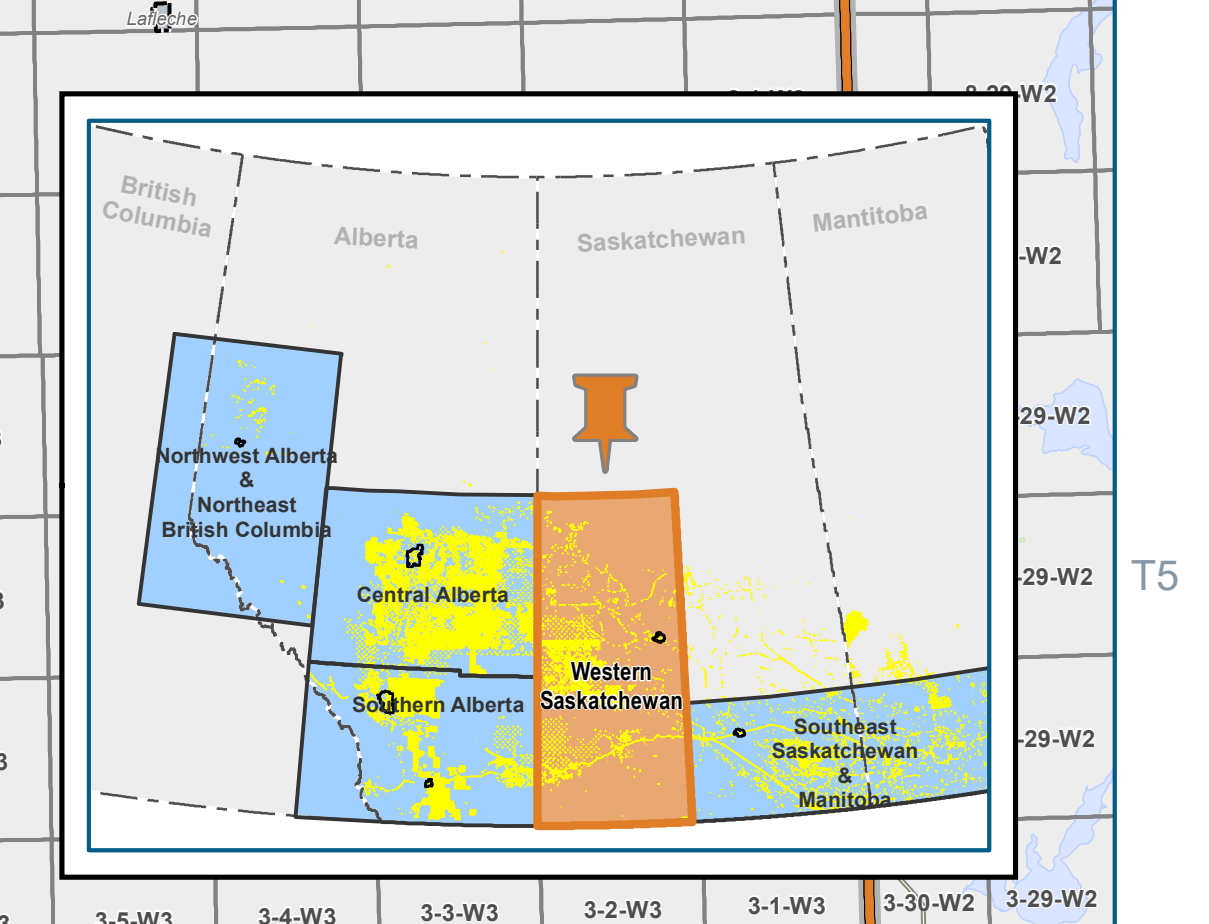 Lafleche
8-29-W2
British
Columbia
Alberta
Saskatchewan
Mantitoba
-W2
29-W2
Northwest Alberta
&
Northeast
British Columbia
Central Alberta
-29-W2
T5
Western
Saskatchewan
Southern Alberta
Southeast
Saskatchewan
&
Manitoba
-29-W2
3-5-W3
3-4-W3
3-3-W3
3-2-W3
3-1-W3
3-30-W2
3-29-W2